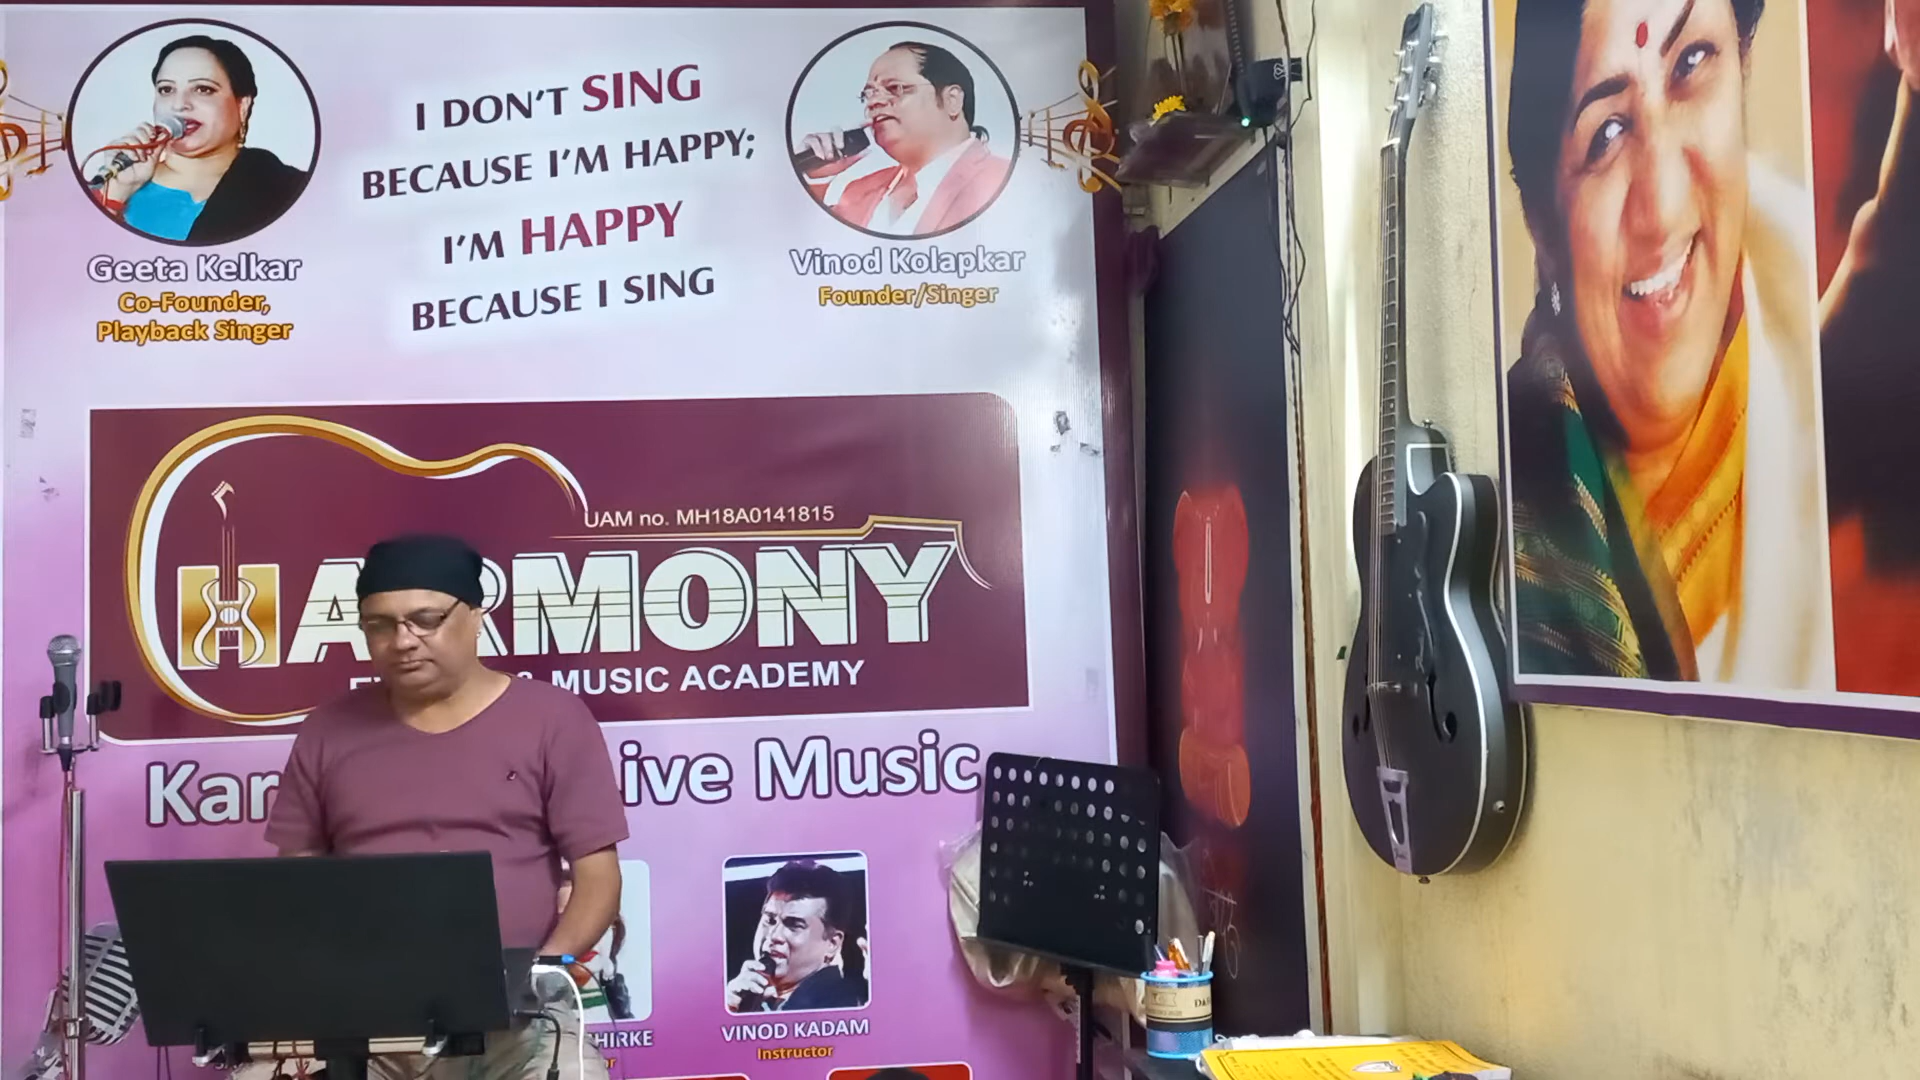 I DON'T SING
BECAUSE I'M HAPPY;
I'M HAPPY
BECAUSE I SING
Geeta Kelkar
Co-Founder,
Playback Singer
Vinod Kolapkar
Founder/Singer
UAM no. MH18A0141815
HARMONY
& MUSIC ACADEMY
Kar
ive Music
HIRKE
VINOD KADAM
Instructor